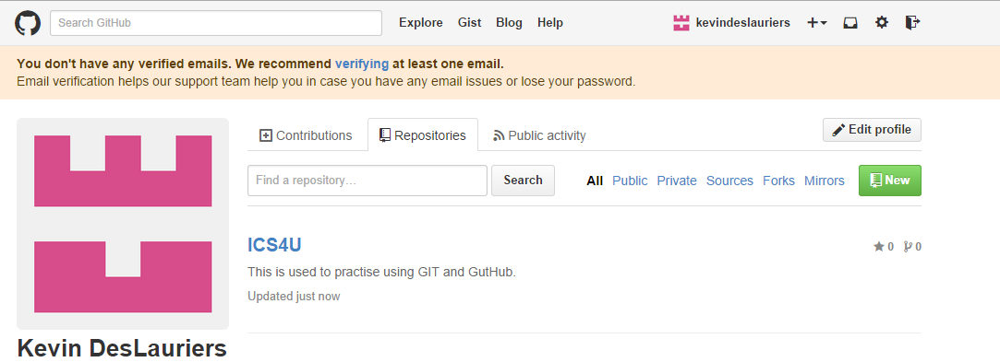 Search GitHub Explore Gist Blog Help kevindeslauriers
You don't have any verified emails. We recommend verifying at least one email.
Email verification helps our support team help you in case you have any email issues or lose your password.
Contributions Repositories Public activity Edit profile
Find a repository... Search All Public Private Sources Forks Mirrors New
ICS4U 0 0
This is used to practise using GIT and GutHub.
Updated just now
Kevin DesLauriers